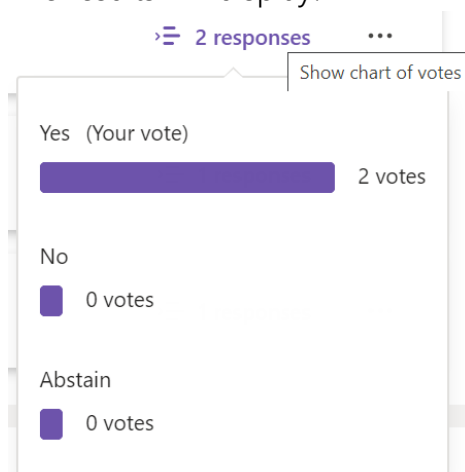 2 responses
Show chart of votes
Yes (Your vote)
2 votes
No
0 votes
Abstain
0 votes